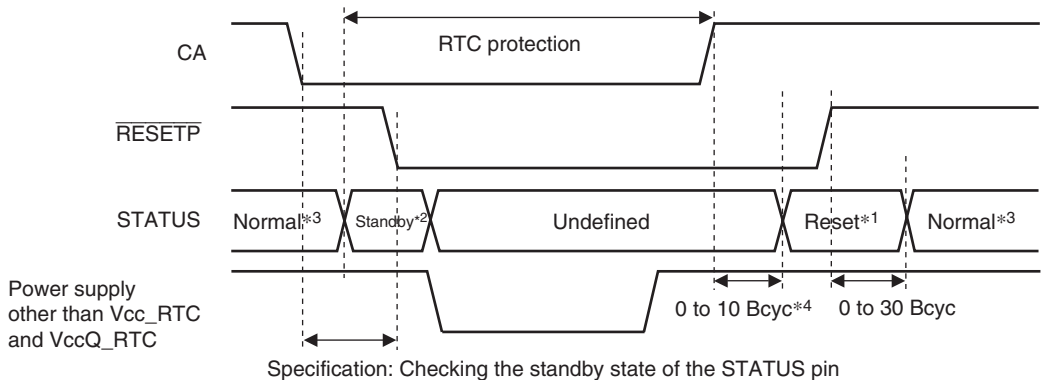 CA
RTC protection
RESETP
STATUS
Normal*3
Standby*2
Undefined
Reset*1
Normal*3
Power supply
other than Vcc_RTC
and VccQ_RTC
0 to 10 Bcyc*4
0 to 30 Bcyc
Specification: Checking the standby state of the STATUS pin